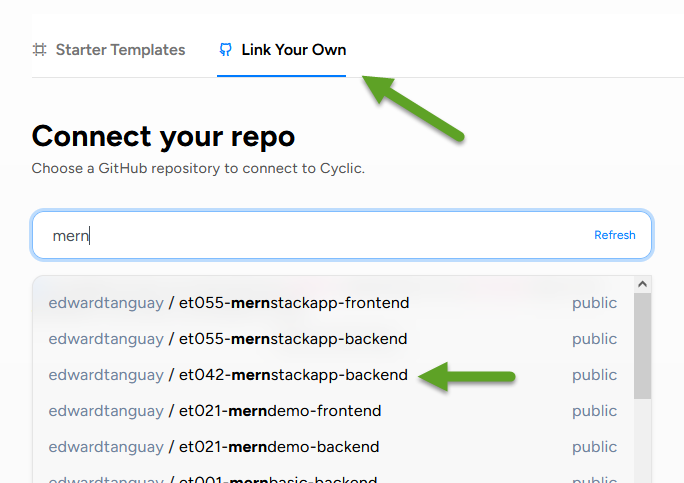 Starter Templates Link Your Own
Connect your repo
Choose a GitHub repository to connect to Cyclic.
mern Refresh
edwardtanguay / et055-mernstackapp-frontend public
edwardtanguay / et055-mernstackapp-backend public
edwardtanguay / et042-mernstackapp-backend public
edwardtanguay / et021-merndemo-frontend public
edwardtanguay / et021-merndemo-backend public
edwardtanguay / et001-mernbasic-backend public